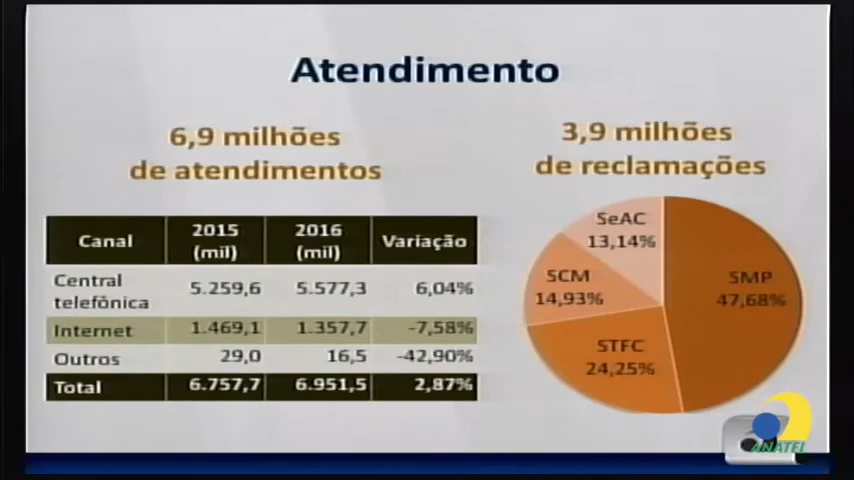 Atendimento
6,9 milhões
de atendimentos
3,9 milhões
de reclamações
Canal 2015 (mil) 2016 (mil) Variação
Central telefônica 5.259,6 5.577,3 6,04%
Internet 1.469,1 1.357,7 -7,58%
Outros 29,0 16,5 -42,90%
Total 6.757,7 6.951,5 2,87%
SeAC
13,14%
SMP
47,68%
SCM
14,93%
STFC
24,25%
ANATEL